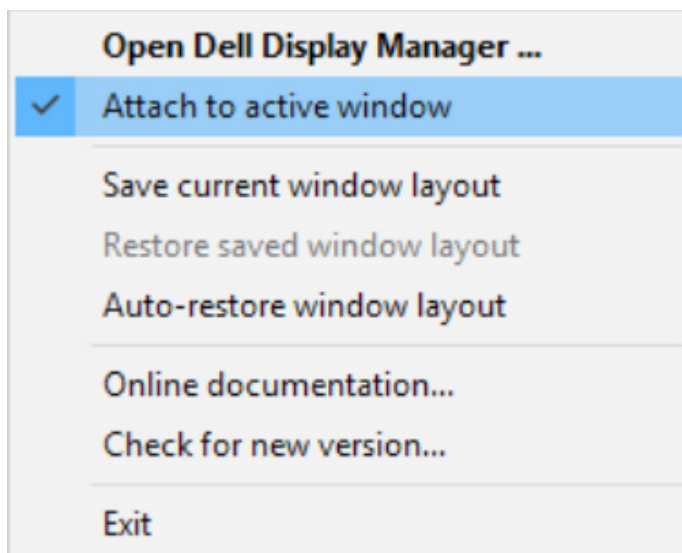 Open Dell Display Manager ...
Attach to active window
Save current window layout
Restore saved window layout
Auto-restore window layout
Online documentation...
Check for new version...
Exit